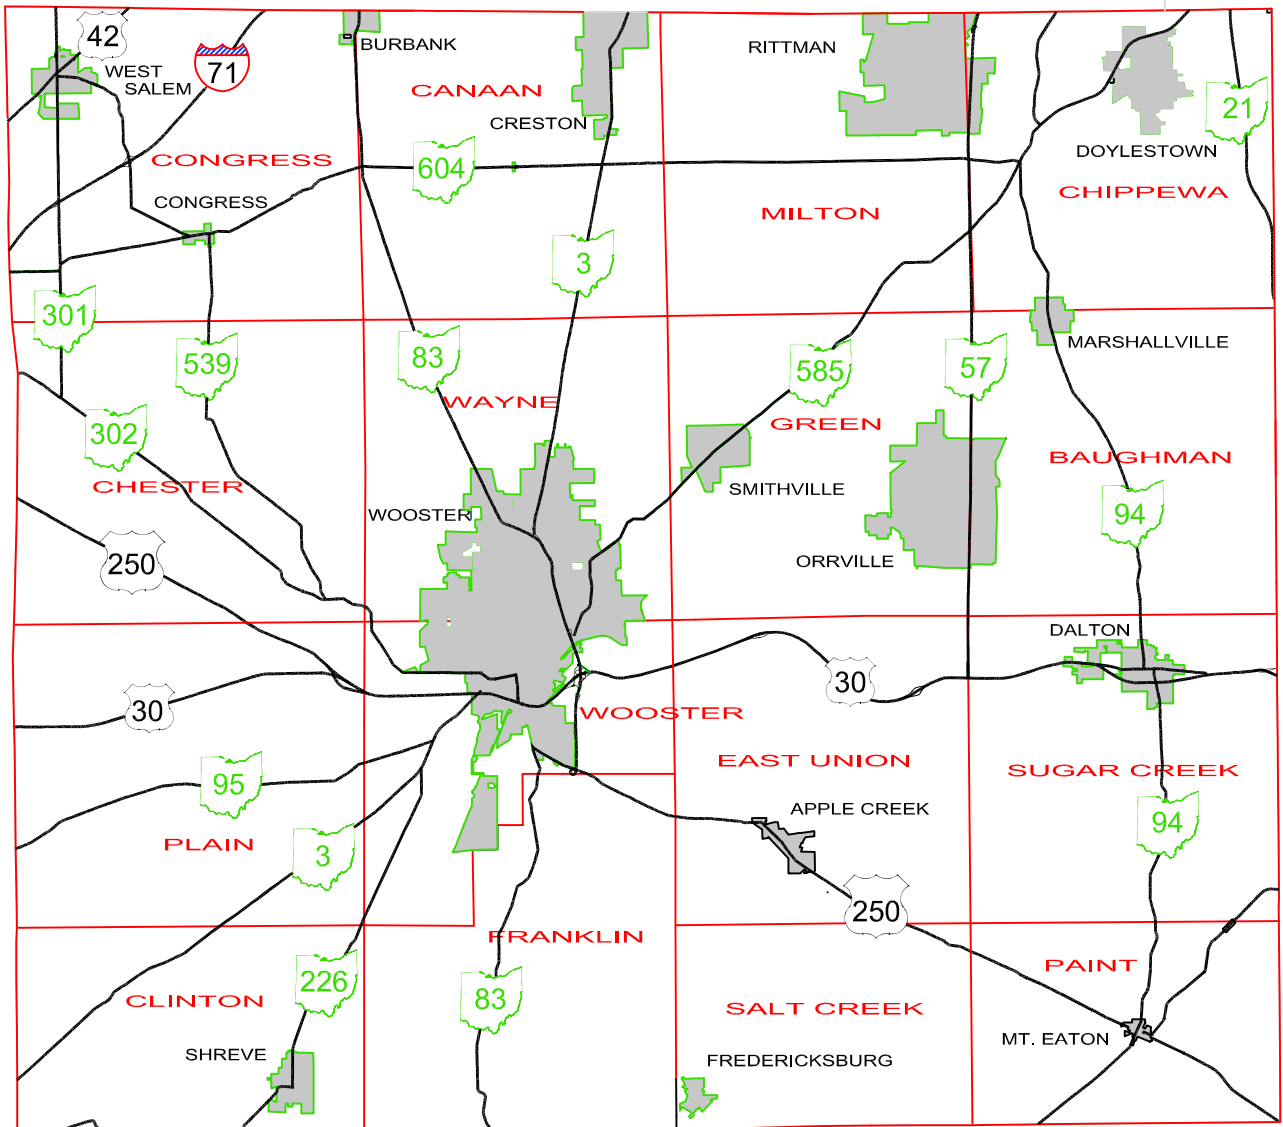 42
BURBANK
RITTMAN
WEST
SALEM
71
CANAAN
21
CRESTON
DOYLESTOWN
CONGRESS
604
CHIPPEWA
CONGRESS
MILTON
3
301
MARSHALLVILLE
539
83
585
57
WAYNE
302
GREEN
BAUGHMAN
CHESTER
SMITHVILLE
WOOSTER
94
250
ORRVILLE
DALTON
30
30
WOOSTER
EAST UNION
SUGAR CREEK
95
APPLE CREEK
94
PLAIN
3
250
FRANKLIN
PAINT
226
CLINTON
83
SALT CREEK
MT. EATON
SHREVE
FREDERICKSBURG